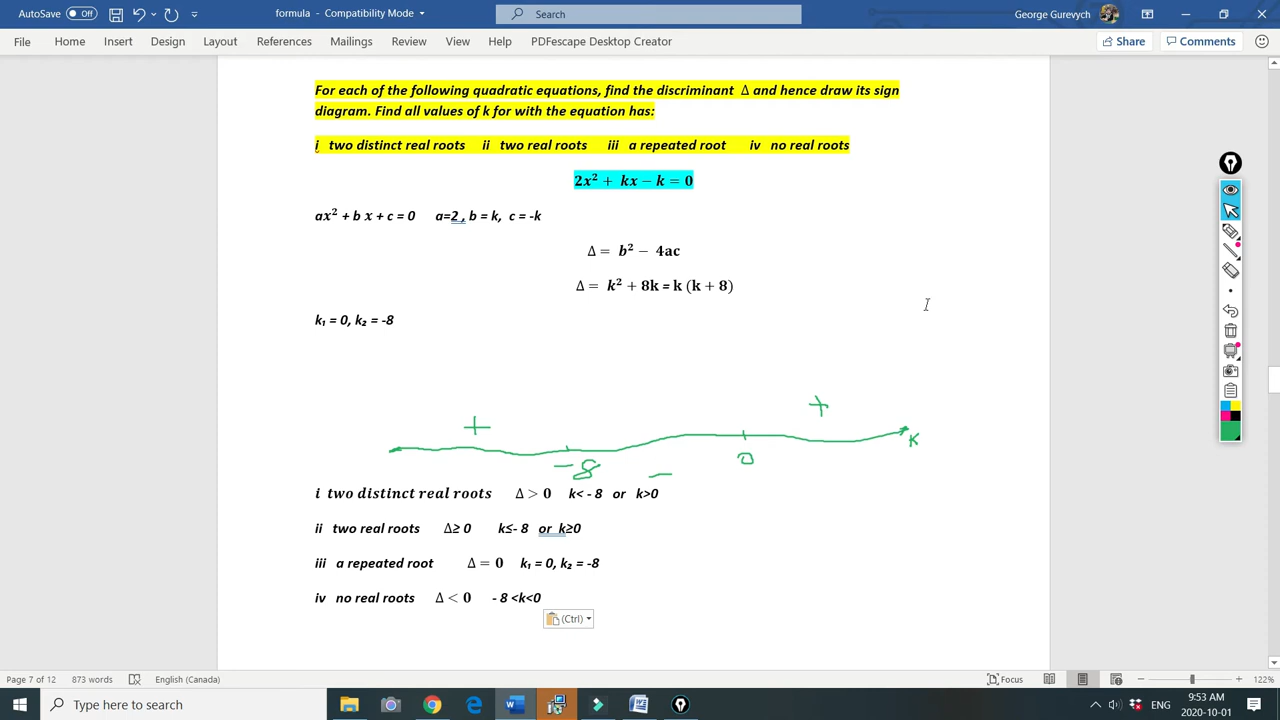 AutoSave Off formula - Compatibility Mode Search George Gurevych
File Home Insert Design Layout References Mailings Review View Help PDFescape Desktop Creator Share Comments
For each of the following quadratic equations, find the discriminant Δ and hence draw its sign
diagram. Find all values of k for with the equation has:
i two distinct real roots ii two real roots iii a repeated root iv no real roots
2x² + kx − k = 0
ax² + b x + c = 0 a=2 , b = k, c = -k
Δ = b² − 4ac
Δ = k² + 8k = k (k + 8)
k₁ = 0, k₂ = -8
+ +
-8 - 0 K
i two distinct real roots Δ > 0 k< - 8 or k>0
ii two real roots Δ≥ 0 k≤- 8 or k≥0
iii a repeated root Δ = 0 k₁ = 0, k₂ = -8
iv no real roots Δ < 0 - 8 <k<0
(Ctrl)
Page 7 of 12 873 words English (Canada) Focus 122%
Type here to search ENG 9:53 AM
2020-10-01